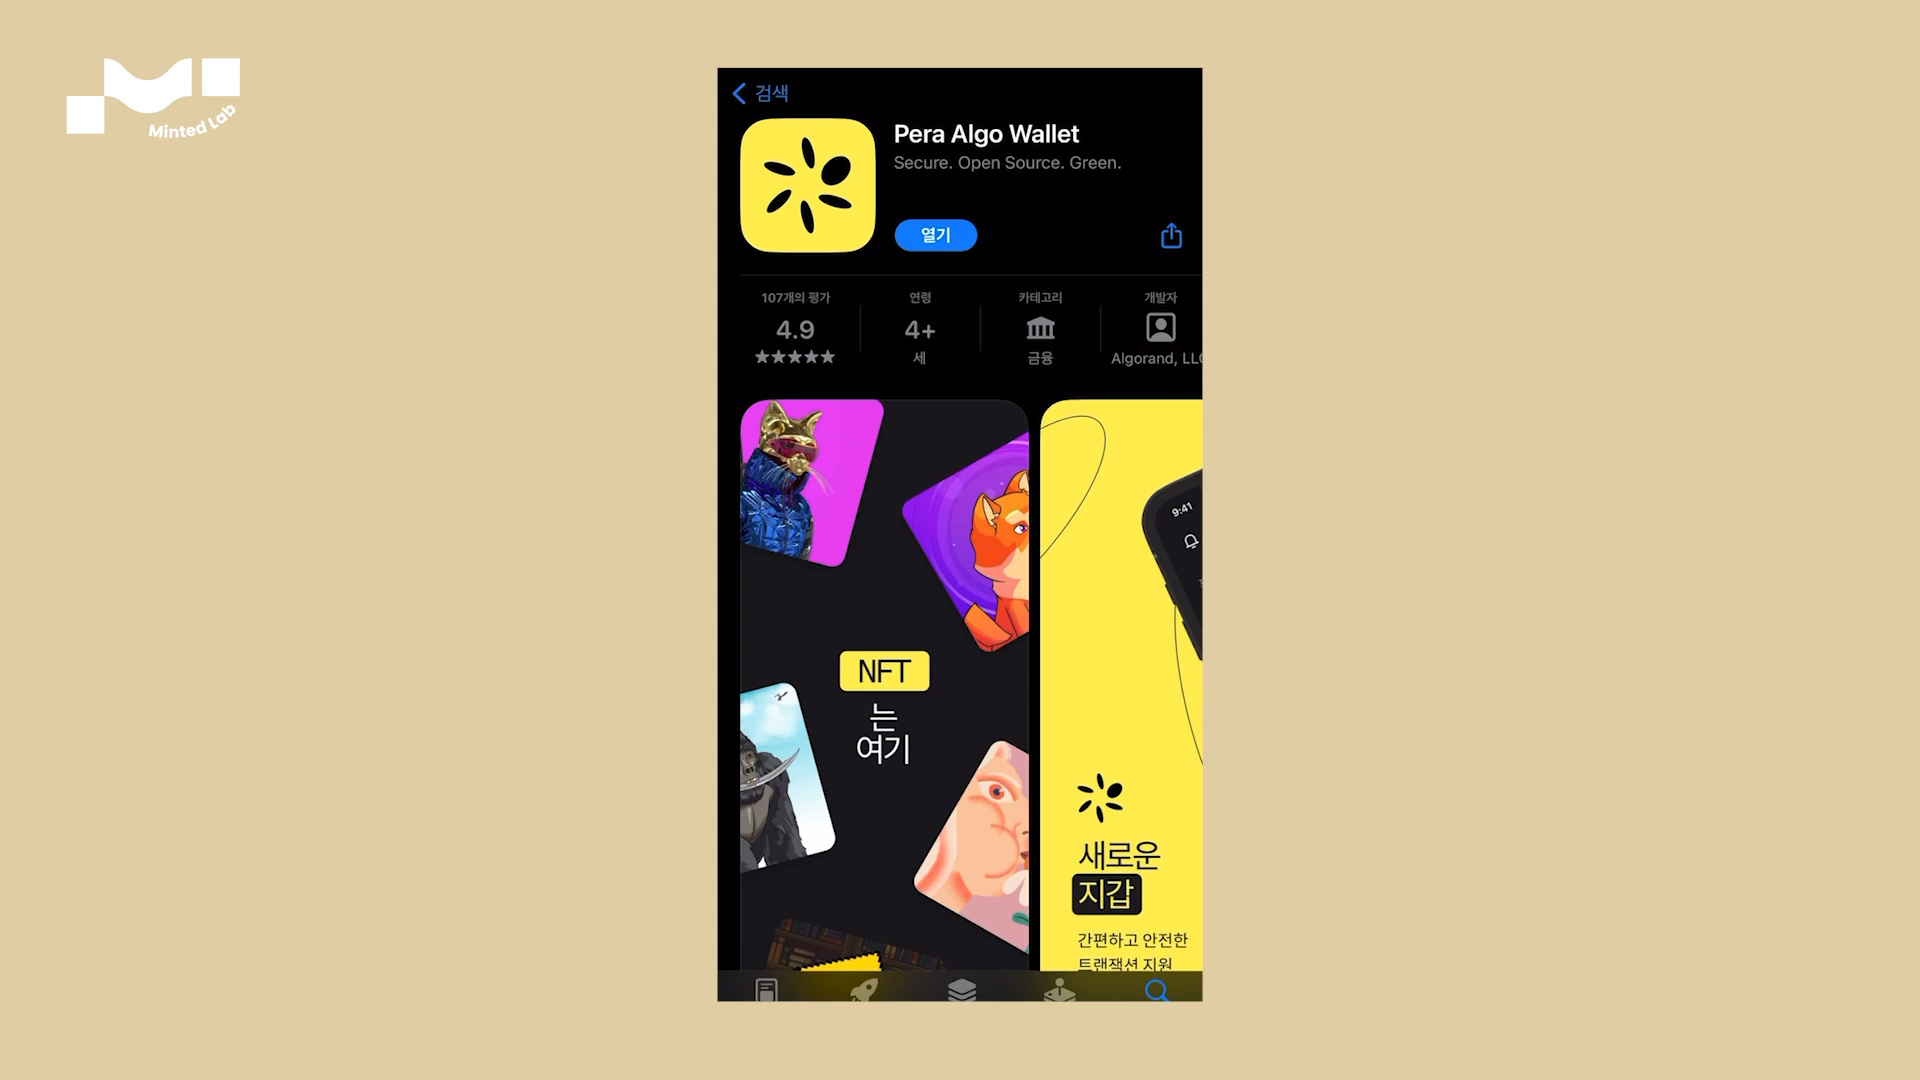 Minted Lab
검색
Pera Algo Wallet
Secure. Open Source. Green.
열기
107개의 평가
4.9
연령
4+
세
카테고리
금융
개발자
Algorand, LLC
NFT
는
여기
9:41
새로운
지갑
간편하고 안전한
트랜잭션 지원